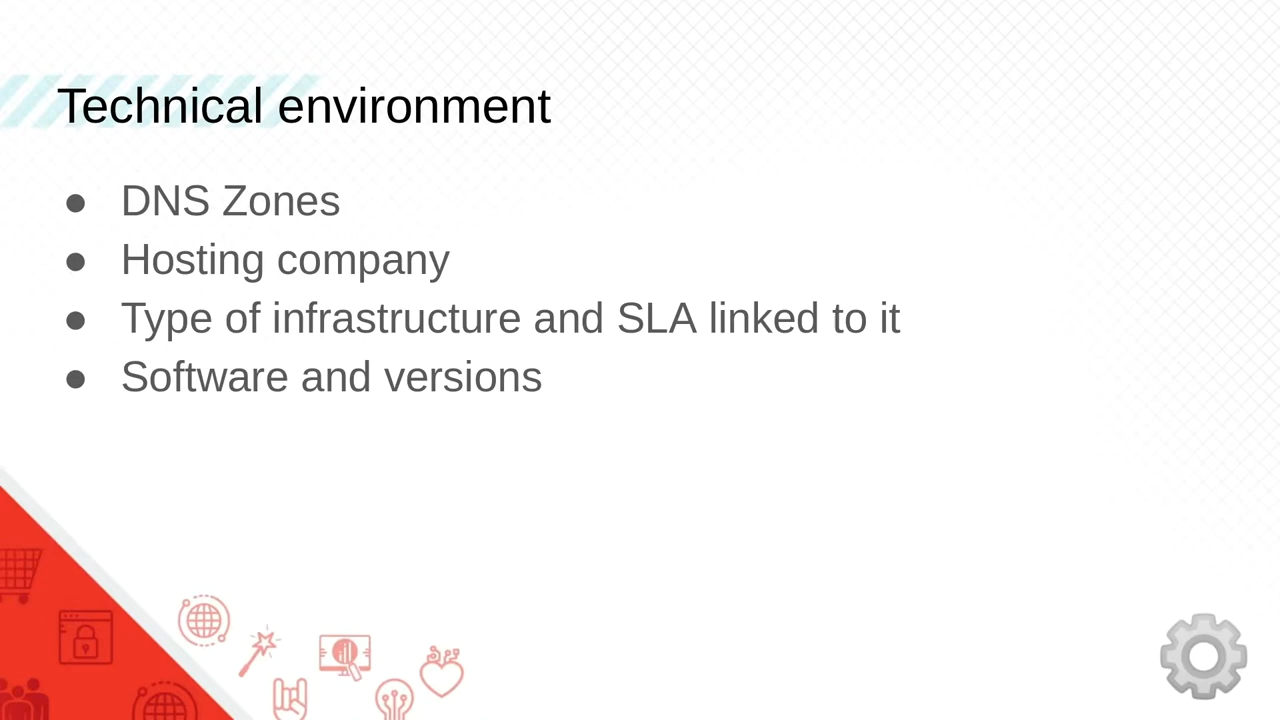 Technical environment
● DNS Zones
● Hosting company
● Type of infrastructure and SLA linked to it
● Software and versions